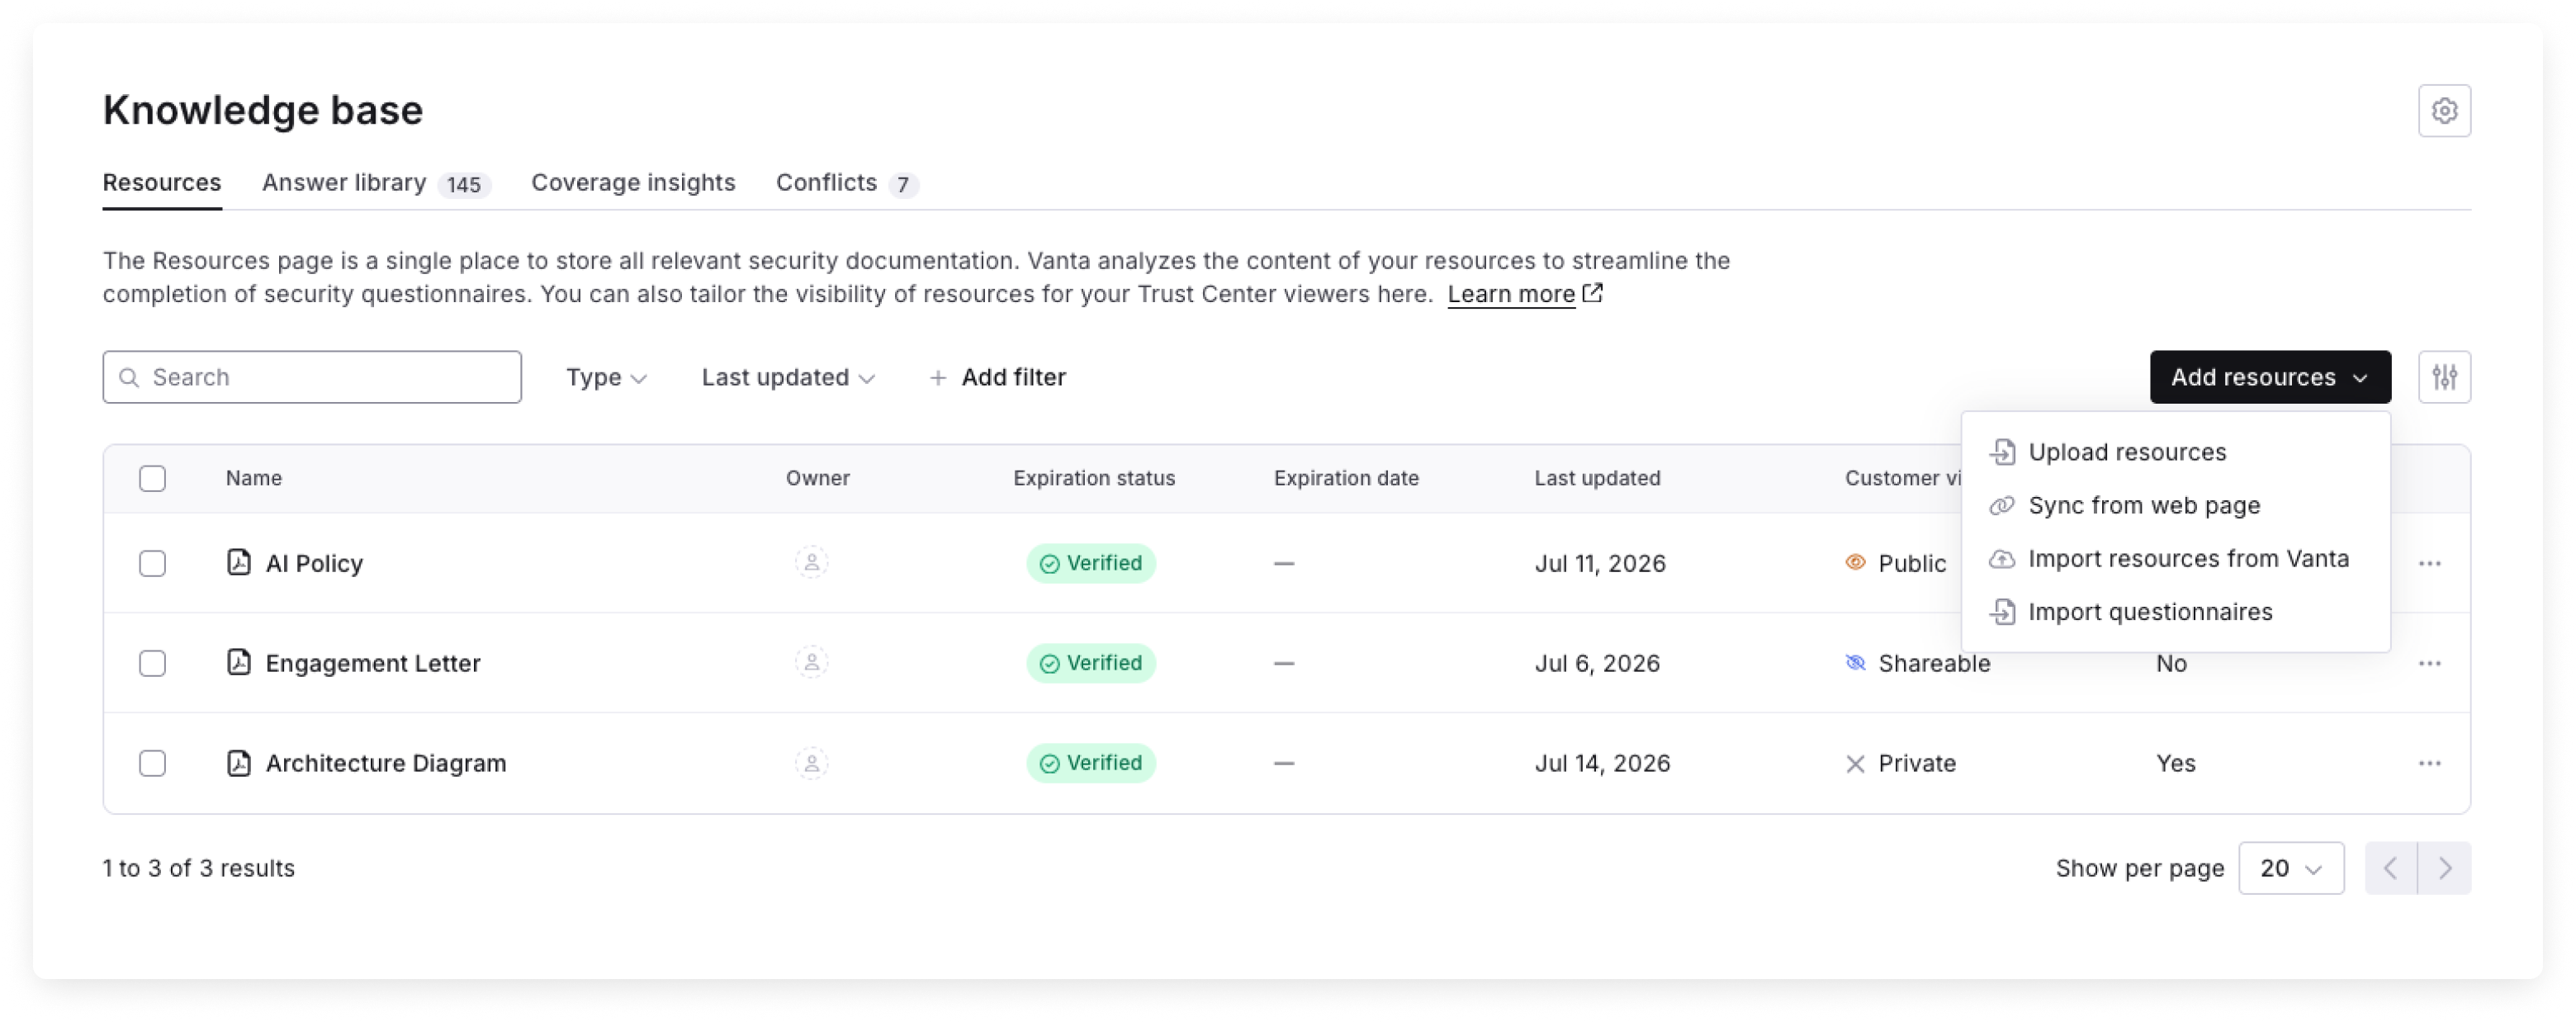 Knowledge base
Resources Answer library 145 Coverage insights Conflicts 7
The Resources page is a single place to store all relevant security documentation. Vanta analyzes the content of your resources to streamline the
completion of security questionnaires. You can also tailor the visibility of resources for your Trust Center viewers here. Learn more
Search Type Last updated + Add filter Add resources
Upload resources
Sync from web page
Import resources from Vanta
Import questionnaires
Name Owner Expiration status Expiration date Last updated Customer
AI Policy Verified — Jul 11, 2026 Public
Engagement Letter Verified — Jul 6, 2026 Shareable No
Architecture Diagram Verified — Jul 14, 2026 Private Yes
1 to 3 of 3 results Show per page 20